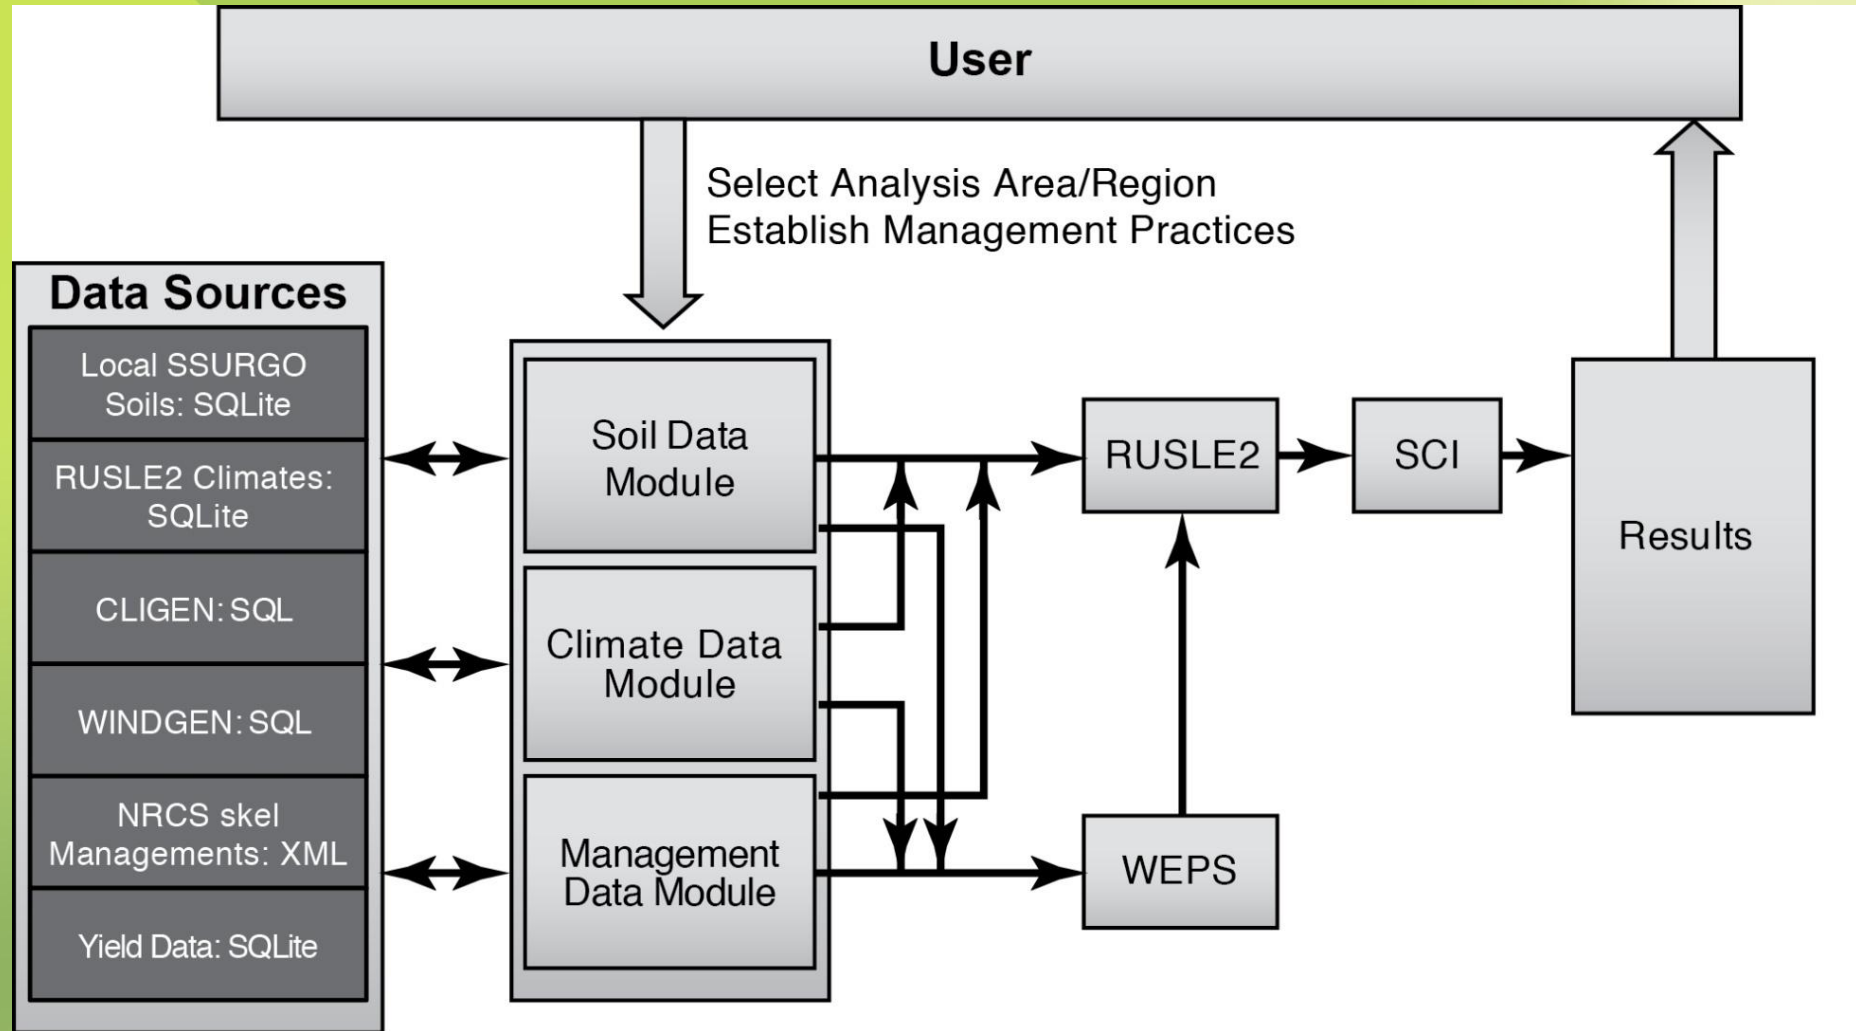 User
Select Analysis Area/Region
Establish Management Practices
Data Sources
Local SSURGO
Soils: SQLite
RUSLE2 Climates:
SQLite
CLIGEN: SQL
WINDGEN: SQL
NRCS skel
Managements: XML
Yield Data: SQLite
Soil Data
Module
Climate Data
Module
Management
Data Module
RUSLE2
SCI
WEPS
Results